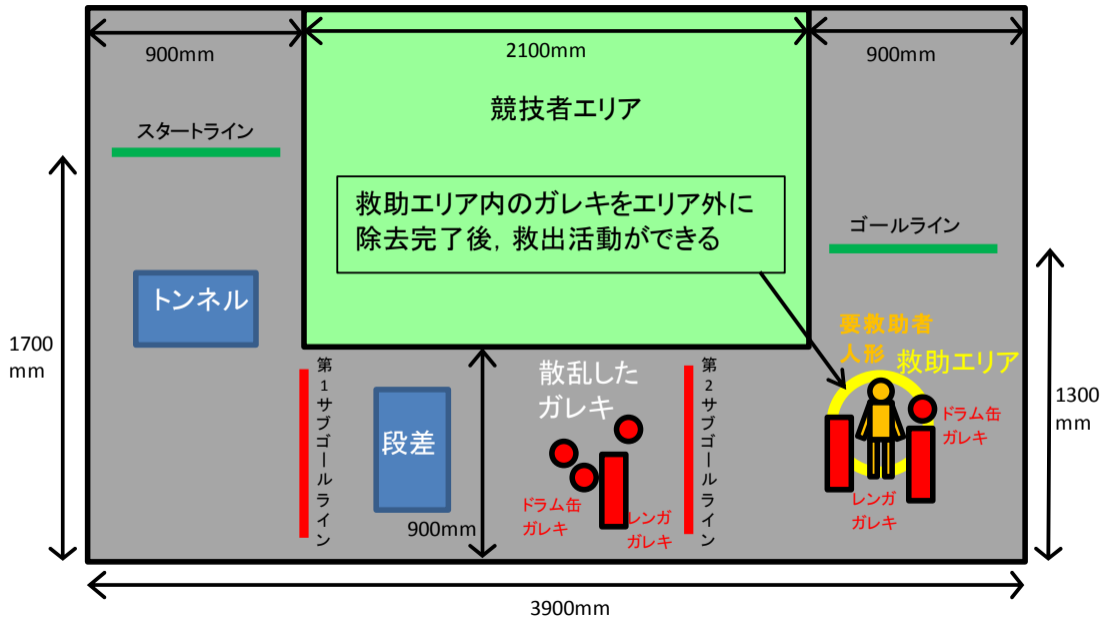 900mm
2100mm
900mm
競技者エリア
スタートライン
救助エリア内のガレキをエリア外に
除去完了後，救出活動ができる
ゴールライン
トンネル
要救助者
人形
救助エリア
1700
mm
第1サブゴールライン
散乱した
ガレキ
第2サブゴールライン
1300
mm
段差
ドラム缶
ガレキ
ドラム缶
ガレキ
レンガ
ガレキ
レンガ
ガレキ
900mm
3900mm